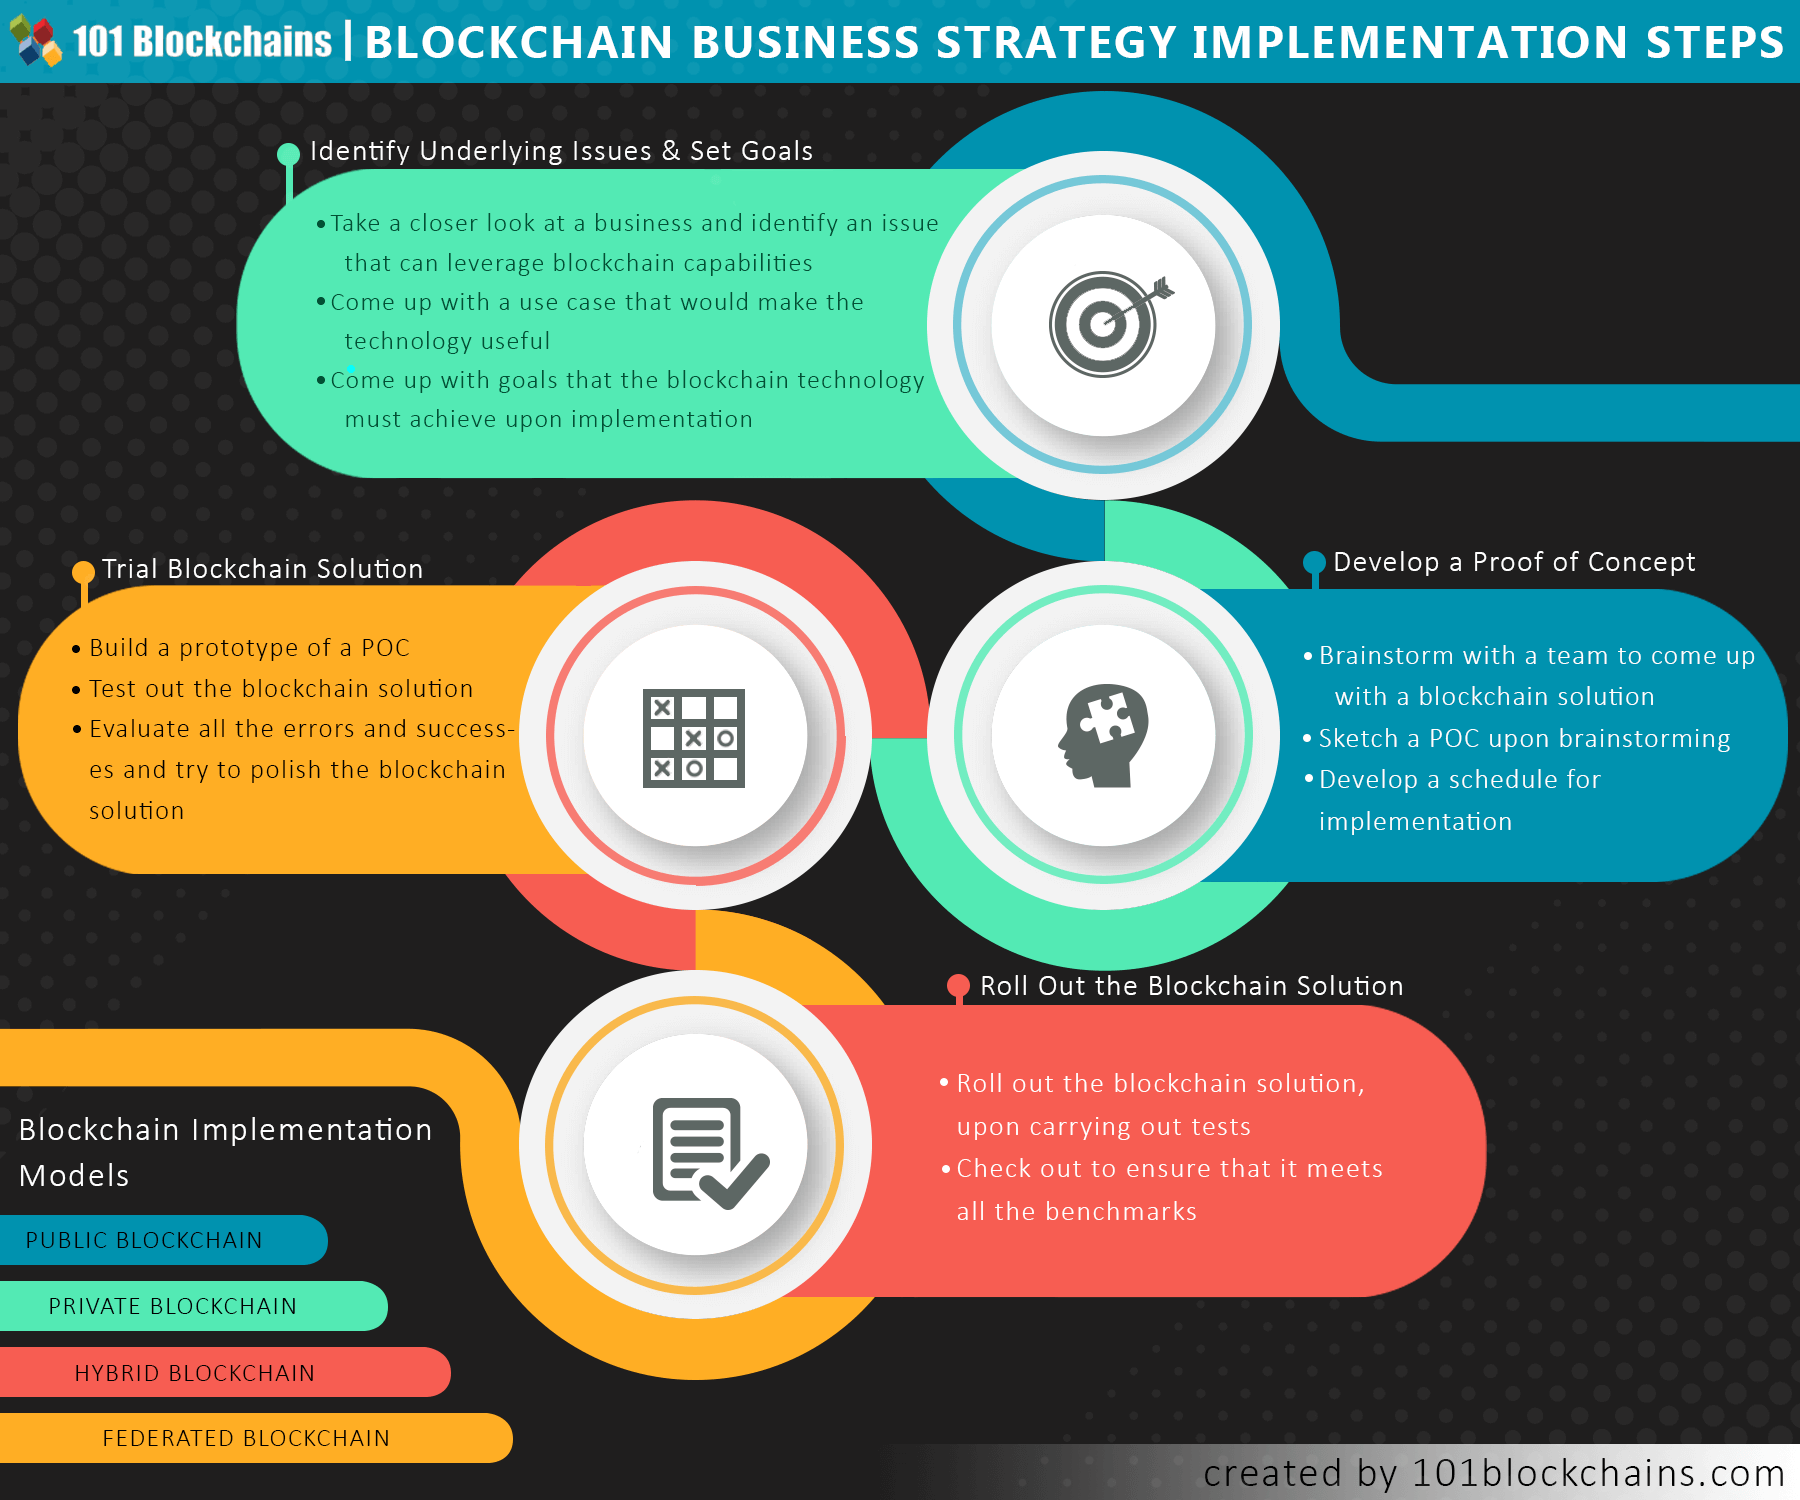 101 Blockchains | BLOCKCHAIN BUSINESS STRATEGY IMPLEMENTATION STEPS
Identify Underlying Issues & Set Goals
• Take a closer look at a business and identify an issue
that can leverage blockchain capabilities
• Come up with a use case that would make the
technology useful
• Come up with goals that the blockchain technology
must achieve upon implementation
Develop a Proof of Concept
• Brainstorm with a team to come up
with a blockchain solution
• Sketch a POC upon brainstorming
• Develop a schedule for
implementation
Trial Blockchain Solution
• Build a prototype of a POC
• Test out the blockchain solution
• Evaluate all the errors and success-
es and try to polish the blockchain
solution
Roll Out the Blockchain Solution
• Roll out the blockchain solution,
upon carrying out tests
• Check out to ensure that it meets
all the benchmarks
Blockchain Implementation
Models
PUBLIC BLOCKCHAIN
PRIVATE BLOCKCHAIN
HYBRID BLOCKCHAIN
FEDERATED BLOCKCHAIN
created by 101blockchains.com